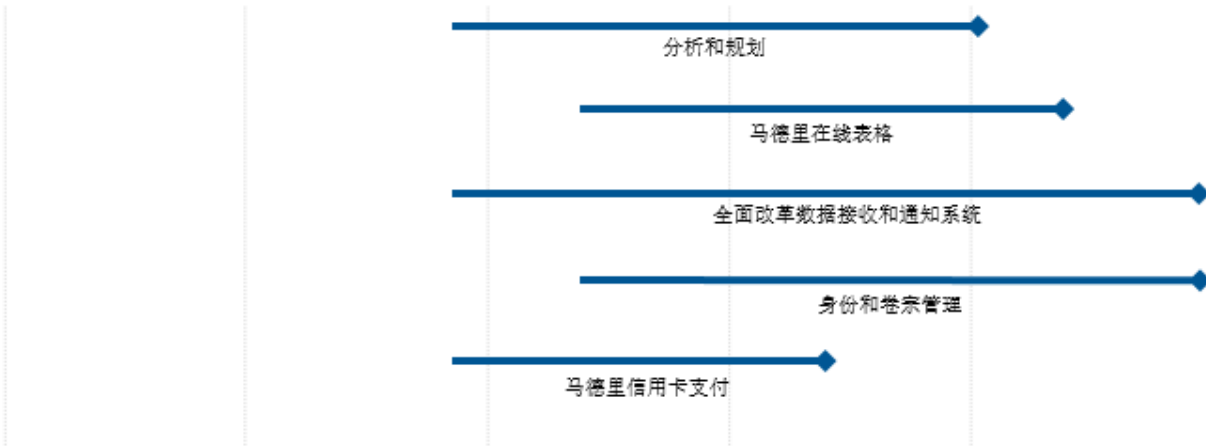 分析和规划
马德里在线表格
全面改革数据接收和通知系统
身份和卷宗管理
马德里信用卡支付